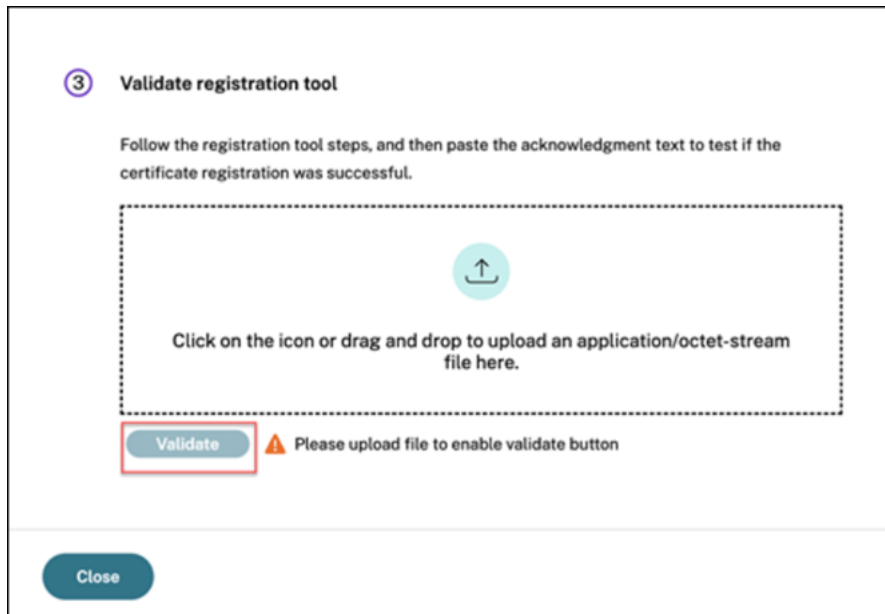 3
Validate registration tool
Follow the registration tool steps, and then paste the acknowledgment text to test if the
certificate registration was successful.
Click on the icon or drag and drop to upload an application/octet-stream
file here.
Validate
Please upload file to enable validate button
Close